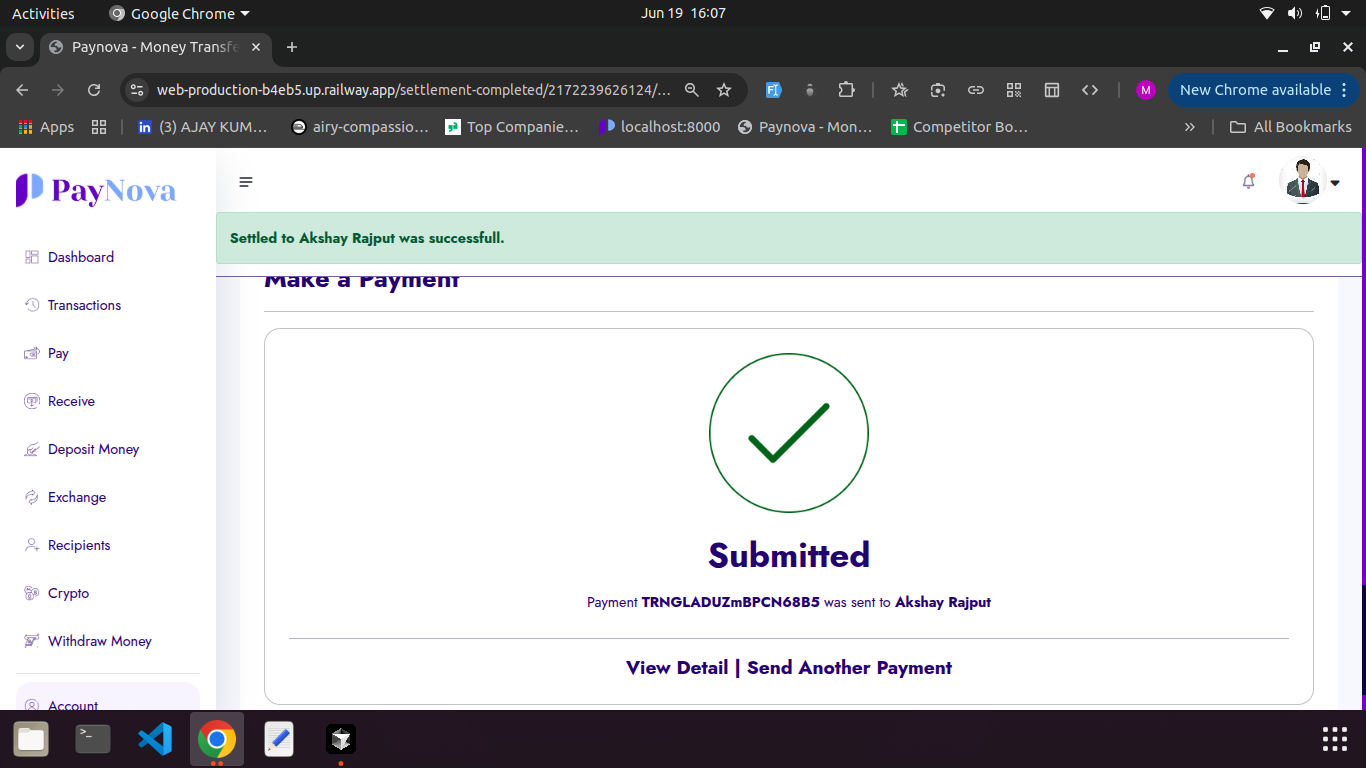 Activities
Google Chrome
Jun 19 16:07
Paynova - Money Transfe
web-production-b4eb5.up.railway.app/settlement-completed/2172239626124/...
M
New Chrome available
Apps
(3) AJAY KUM...
airy-compassio...
Top Companie...
localhost:8000
Paynova - Mon...
Competitor Bo...
» All Bookmarks
PayNova
Settled to Akshay Rajput was successfull.
Dashboard
Make a Payment
Transactions
Pay
Receive
Deposit Money
Exchange
Submitted
Recipients
Crypto
Payment TRNGLADUZmBPCN68B5 was sent to Akshay Rajput
Withdraw Money
View Detail | Send Another Payment
Account